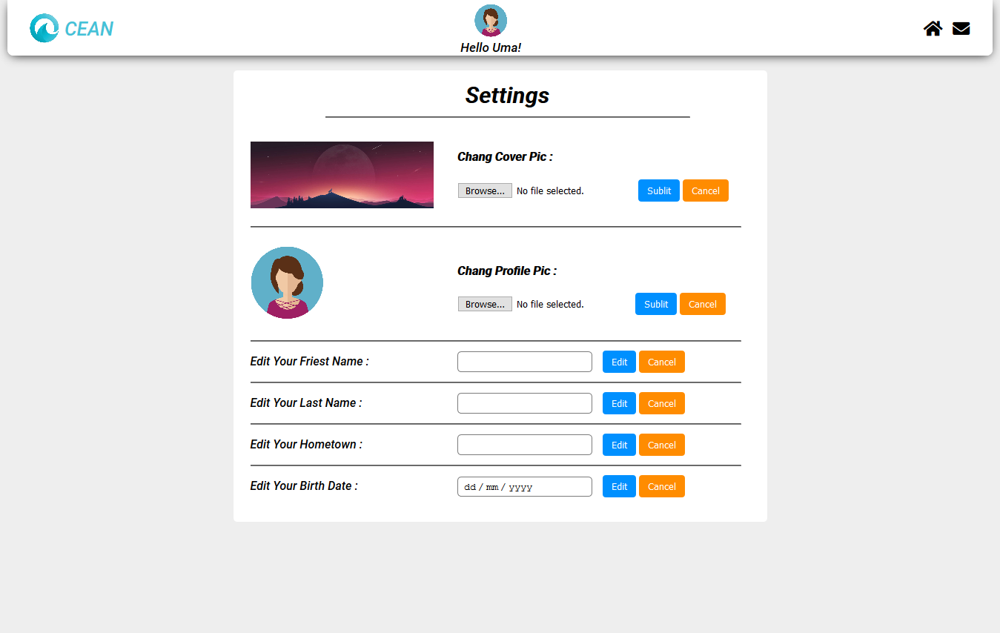 CEAN
Hello Uma!
Settings
Chang Cover Pic :
Browse... No file selected. Sublit Cancel
Chang Profile Pic :
Browse... No file selected. Sublit Cancel
Edit Your Friest Name : Edit Cancel
Edit Your Last Name : Edit Cancel
Edit Your Hometown : Edit Cancel
Edit Your Birth Date : dd / mm / yyyy Edit Cancel